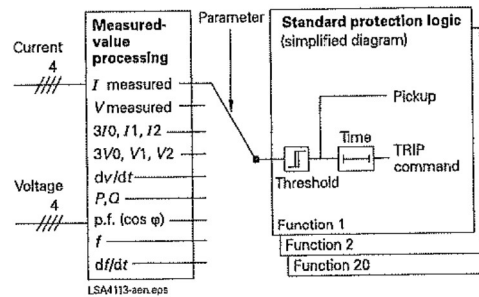 Current
4
Voltage
4
Measured-
value
processing
I measured
V measured
3I0, I1, I2
3V0, V1, V2
dv/dt
P,Q
p.f. (cos φ)
f
df/dt
LSA4113-aen.eps
Parameter
Standard protection logic
(simplified diagram)
Pickup
Time
TRIP
command
Threshold
Function 1
Function 2
Function 20